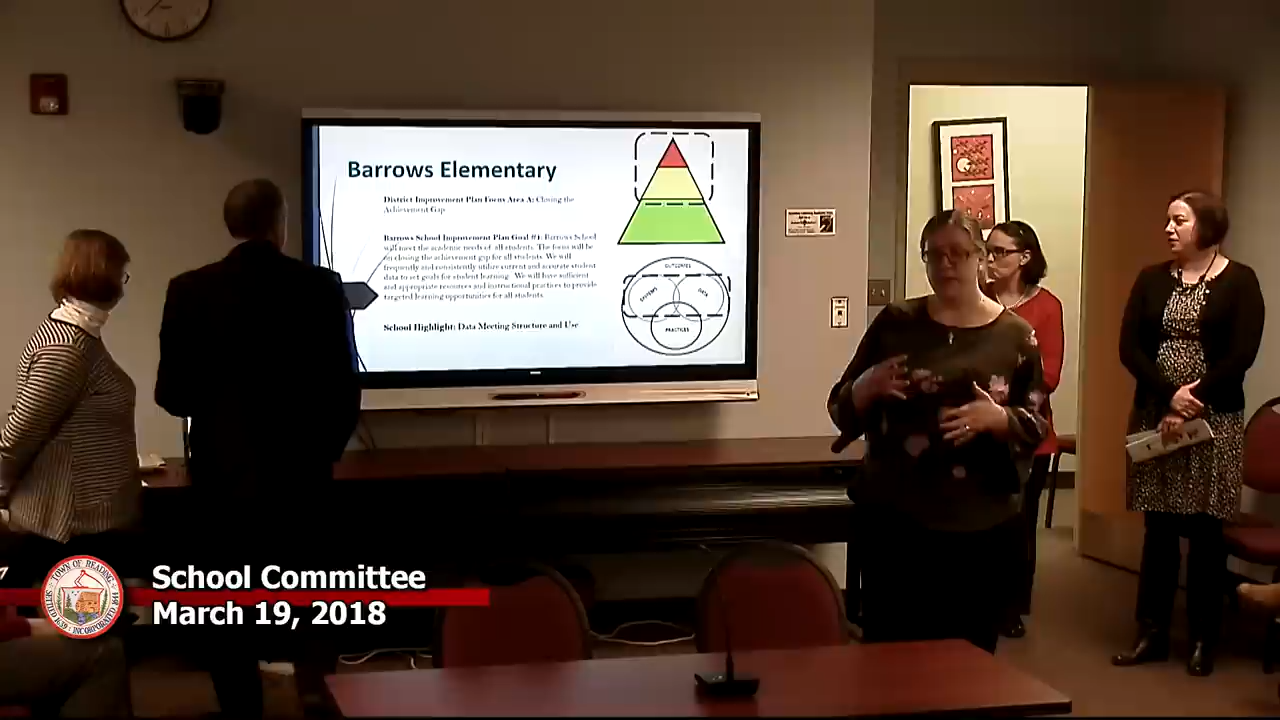 Barrows Elementary
District Improvement Plan Focus Area A: Closing the
Achievement Gap
Barrows School Improvement Plan Goal #1: Barrows School
will meet the academic needs of all students. The focus will be
on closing the achievement gap for all students. We will
frequently and consistently utilize current and accurate student
data to set goals for student learning. We will have sufficient
and appropriate resources and instructional practices to provide
targeted learning opportunities for all students.
School Highlight: Data Meeting Structure and Use
OUTCOMES
SYSTEMS
DATA
PRACTICES
TOWN OF READING
SETTLED 1639 INCORPORATED 1644
School Committee
March 19, 2018